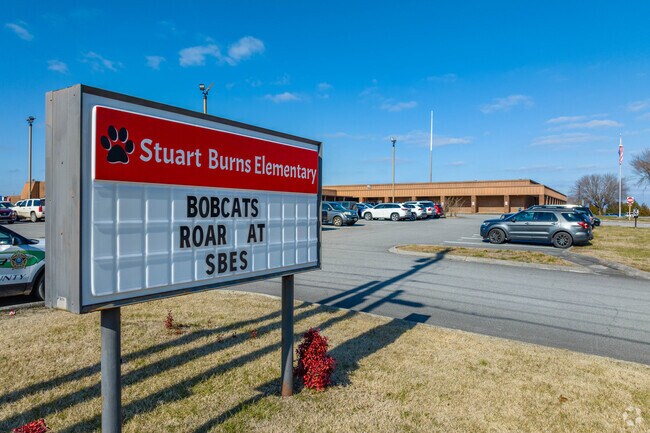 Stuart Burns Elementary
BOBCATS
ROAR AT
SBES